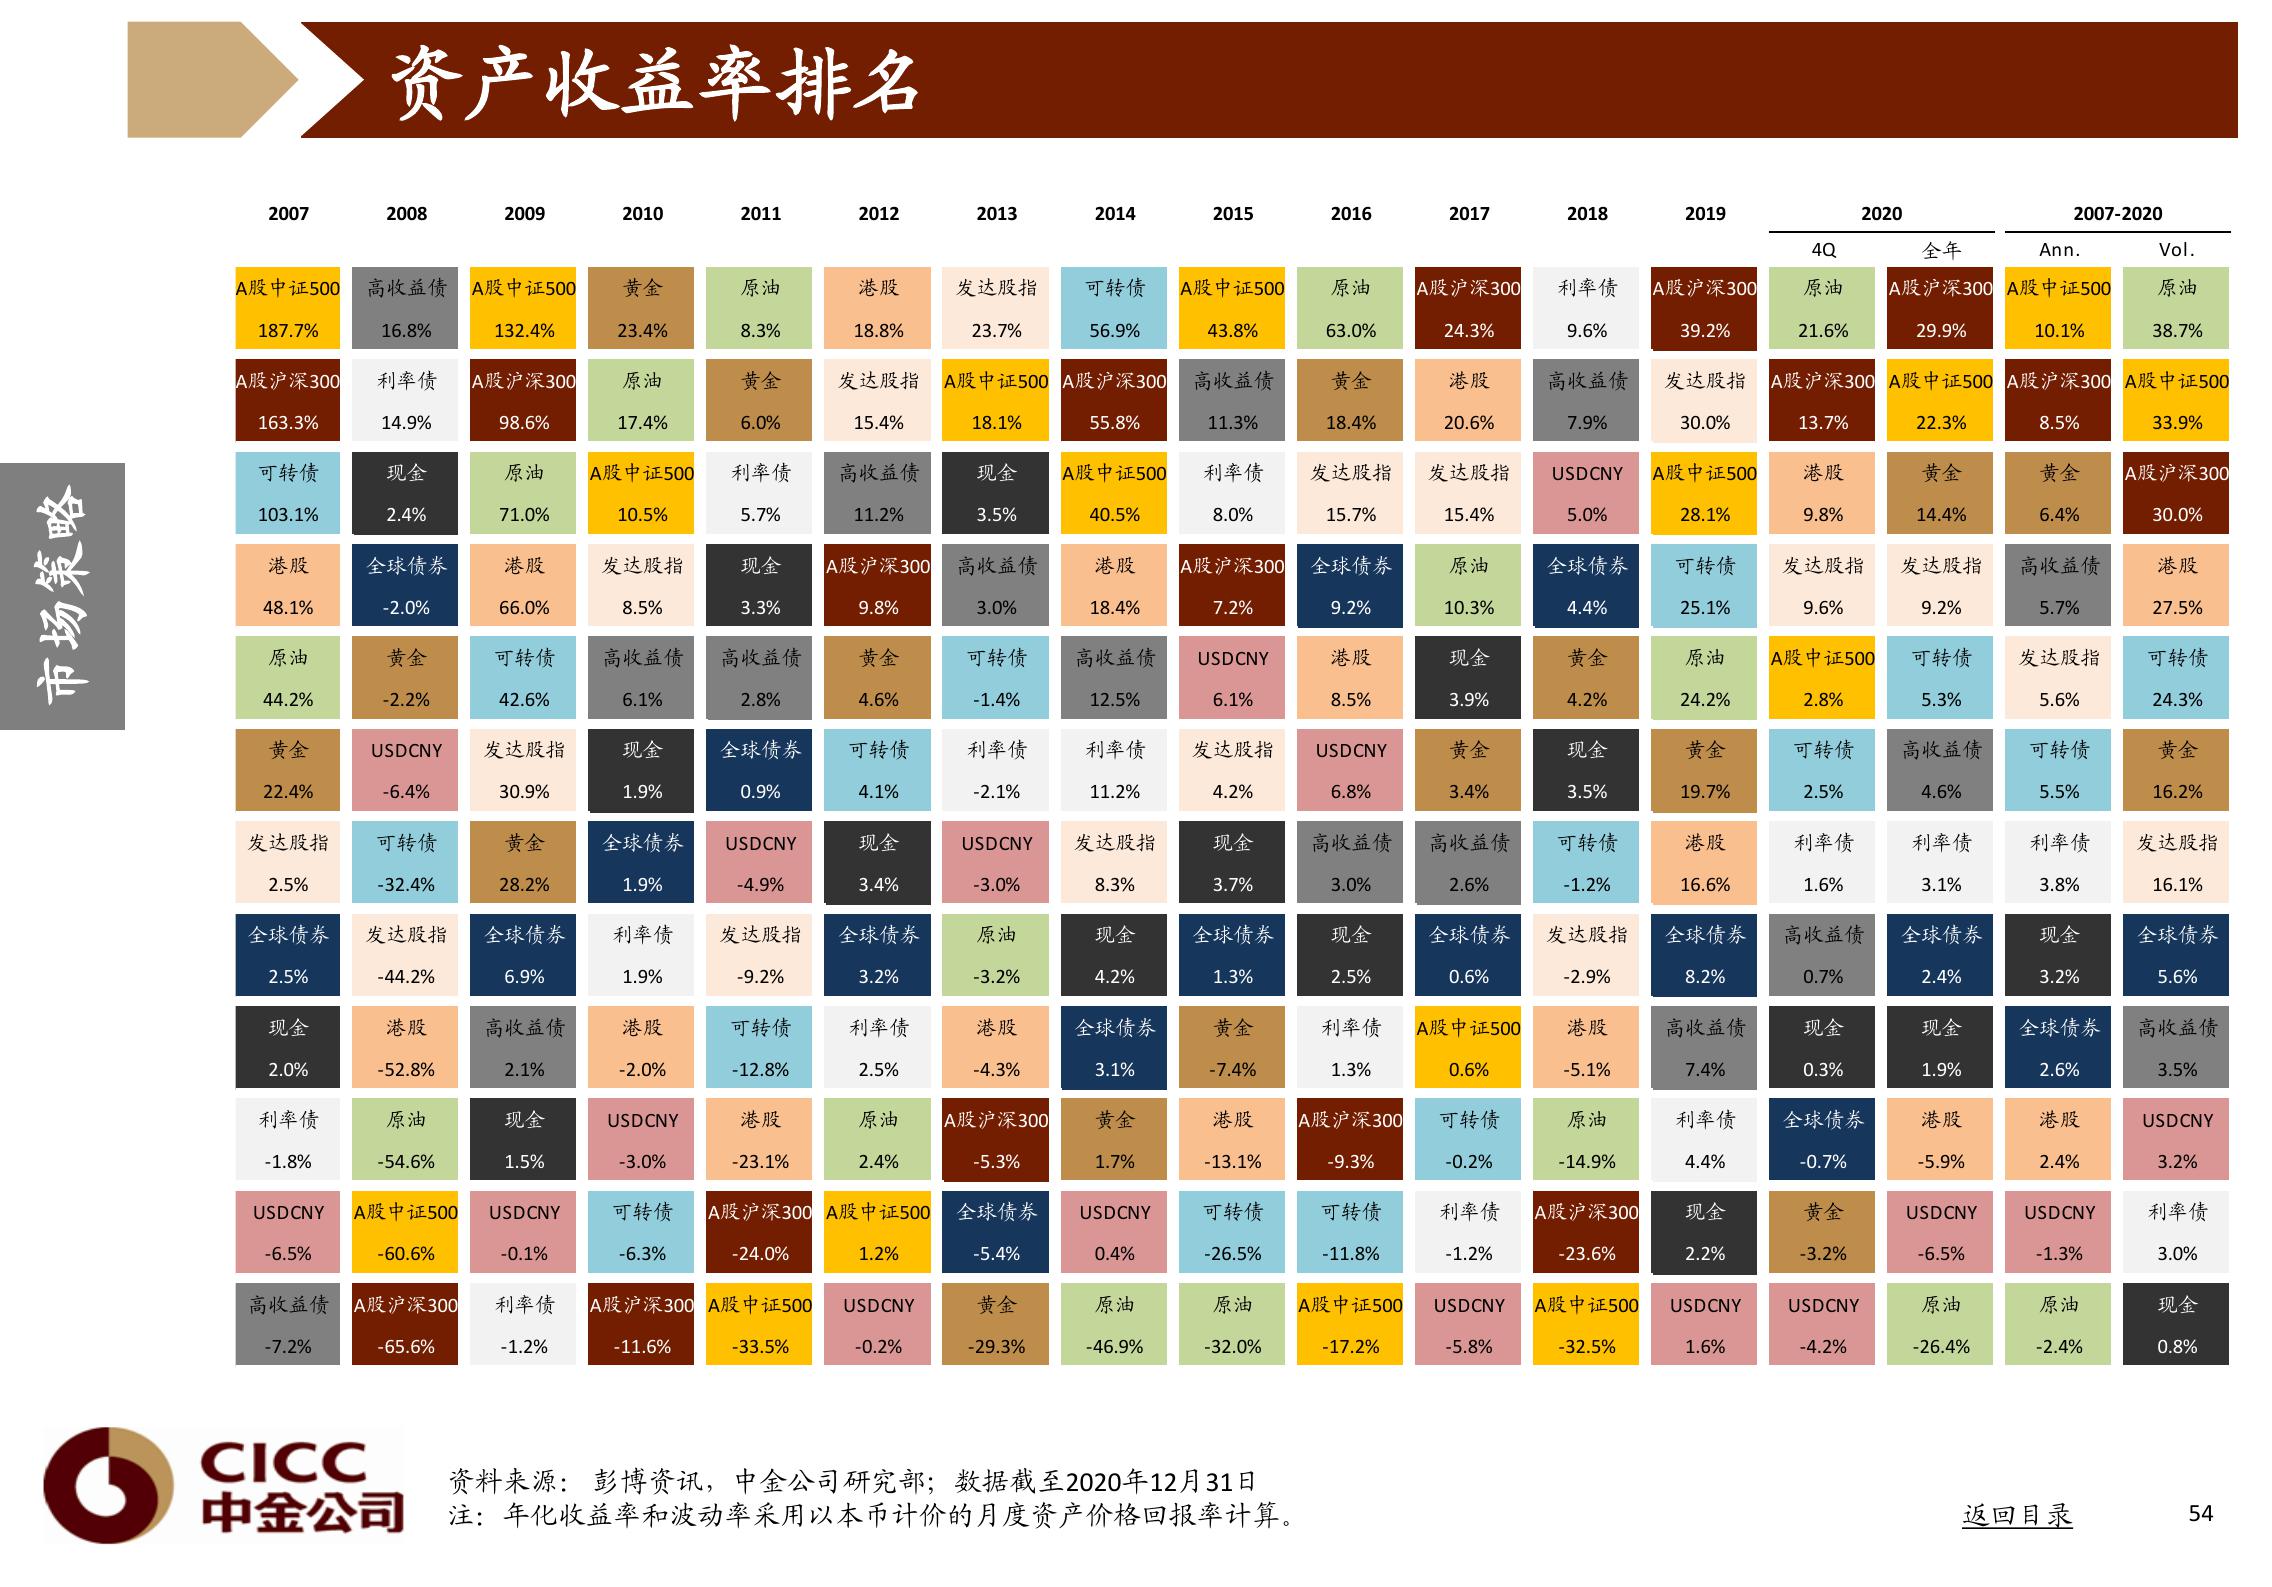 资产收益率排名
市场策略
2007 2008 2009 2010 2011 2012 2013 2014 2015 2016 2017 2018 2019 2020 2007-2020
4Q 全年 Ann. Vol.
A股中证500 高收益债 A股中证500 黄金 原油 港股 发达股指 可转债 A股中证500 原油 A股沪深300 利率债 A股沪深300 原油 A股沪深300 A股中证500 原油
187.7% 16.8% 132.4% 23.4% 8.3% 18.8% 23.7% 56.9% 43.8% 63.0% 24.3% 9.6% 39.2% 21.6% 29.9% 10.1% 38.7%
A股沪深300 利率债 A股沪深300 原油 黄金 发达股指 A股中证500 A股沪深300 高收益债 黄金 港股 高收益债 发达股指 A股沪深300 A股中证500 A股沪深300 A股中证500
163.3% 14.9% 98.6% 17.4% 6.0% 15.4% 18.1% 55.8% 11.3% 18.4% 20.6% 7.9% 30.0% 13.7% 22.3% 8.5% 33.9%
可转债 现金 原油 A股中证500 利率债 高收益债 现金 A股中证500 利率债 发达股指 发达股指 USDCNY A股中证500 港股 黄金 黄金 A股沪深300
103.1% 2.4% 71.0% 10.5% 5.7% 11.2% 3.5% 40.5% 8.0% 15.7% 15.4% 5.0% 28.1% 9.8% 14.4% 6.4% 30.0%
港股 全球债券 港股 发达股指 现金 A股沪深300 高收益债 港股 A股沪深300 全球债券 原油 全球债券 可转债 发达股指 发达股指 高收益债 港股
48.1% -2.0% 66.0% 8.5% 3.3% 9.8% 3.0% 18.4% 7.2% 9.2% 10.3% 4.4% 25.1% 9.6% 9.2% 5.7% 27.5%
原油 黄金 可转债 高收益债 高收益债 黄金 可转债 高收益债 USDCNY 港股 现金 黄金 原油 A股中证500 可转债 发达股指 可转债
44.2% -2.2% 42.6% 6.1% 2.8% 4.6% -1.4% 12.5% 6.1% 8.5% 3.9% 4.2% 24.2% 2.8% 5.3% 5.6% 24.3%
黄金 USDCNY 发达股指 现金 全球债券 可转债 利率债 利率债 发达股指 USDCNY 黄金 现金 黄金 可转债 高收益债 可转债 黄金
22.4% -6.4% 30.9% 1.9% 0.9% 4.1% -2.1% 11.2% 4.2% 6.8% 3.4% 3.5% 19.7% 2.5% 4.6% 5.5% 16.2%
发达股指 可转债 黄金 全球债券 USDCNY 现金 USDCNY 发达股指 现金 高收益债 高收益债 可转债 港股 利率债 利率债 利率债 发达股指
2.5% -32.4% 28.2% 1.9% -4.9% 3.4% -3.0% 8.3% 3.7% 3.0% 2.6% -1.2% 16.6% 1.6% 3.1% 3.8% 16.1%
全球债券 发达股指 全球债券 利率债 发达股指 全球债券 原油 现金 全球债券 现金 全球债券 发达股指 全球债券 高收益债 全球债券 现金 全球债券
2.5% -44.2% 6.9% 1.9% -9.2% 3.2% -3.2% 4.2% 1.3% 2.5% 0.6% -2.9% 8.2% 0.7% 2.4% 3.2% 5.6%
现金 港股 高收益债 港股 可转债 利率债 港股 全球债券 黄金 利率债 A股中证500 港股 高收益债 现金 现金 全球债券 高收益债
2.0% -52.8% 2.1% -2.0% -12.8% 2.5% -4.3% 3.1% -7.4% 1.3% 0.6% -5.1% 7.4% 0.3% 1.9% 2.6% 3.5%
利率债 原油 现金 USDCNY 港股 原油 A股沪深300 黄金 港股 A股沪深300 可转债 原油 利率债 全球债券 港股 港股 USDCNY
-1.8% -54.6% 1.5% -3.0% -23.1% 2.4% -5.3% 1.7% -13.1% -9.3% -0.2% -14.9% 4.4% -0.7% -5.9% 2.4% 3.2%
USDCNY A股中证500 USDCNY 可转债 A股沪深300 A股中证500 全球债券 USDCNY 可转债 可转债 利率债 A股沪深300 现金 黄金 USDCNY USDCNY 利率债
-6.5% -60.6% -0.1% -6.3% -24.0% 1.2% -5.4% 0.4% -26.5% -11.8% -1.2% -23.6% 2.2% -3.2% -6.5% -1.3% 3.0%
高收益债 A股沪深300 利率债 A股沪深300 A股中证500 USDCNY 黄金 原油 原油 A股中证500 USDCNY A股中证500 USDCNY USDCNY 原油 原油 现金
-7.2% -65.6% -1.2% -11.6% -33.5% -0.2% -29.3% -46.9% -32.0% -17.2% -5.8% -32.5% 1.6% -4.2% -26.4% -2.4% 0.8%
CICC
中金公司
资料来源： 彭博资讯，中金公司研究部；数据截至2020年12月31日
注：年化收益率和波动率采用以本币计价的月度资产价格回报率计算。
返回目录 54